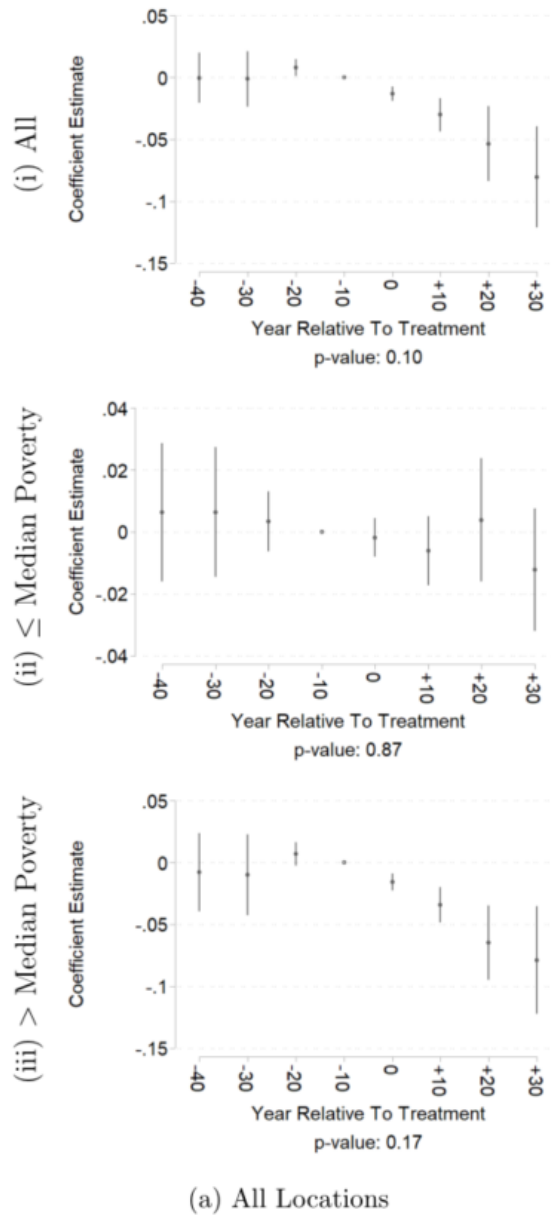 (i) All
Coefficient Estimate
.05
0
-.05
-.1
-.15
-40 -30 -20 -10 0 +10 +20 +30
Year Relative To Treatment
p-value: 0.10
(ii) ≤ Median Poverty
Coefficient Estimate
.04
.02
0
-.02
-.04
-40 -30 -20 -10 0 +10 +20 +30
Year Relative To Treatment
p-value: 0.87
(iii) > Median Poverty
Coefficient Estimate
.05
0
-.05
-.1
-.15
-40 -30 -20 -10 0 +10 +20 +30
Year Relative To Treatment
p-value: 0.17
(a) All Locations